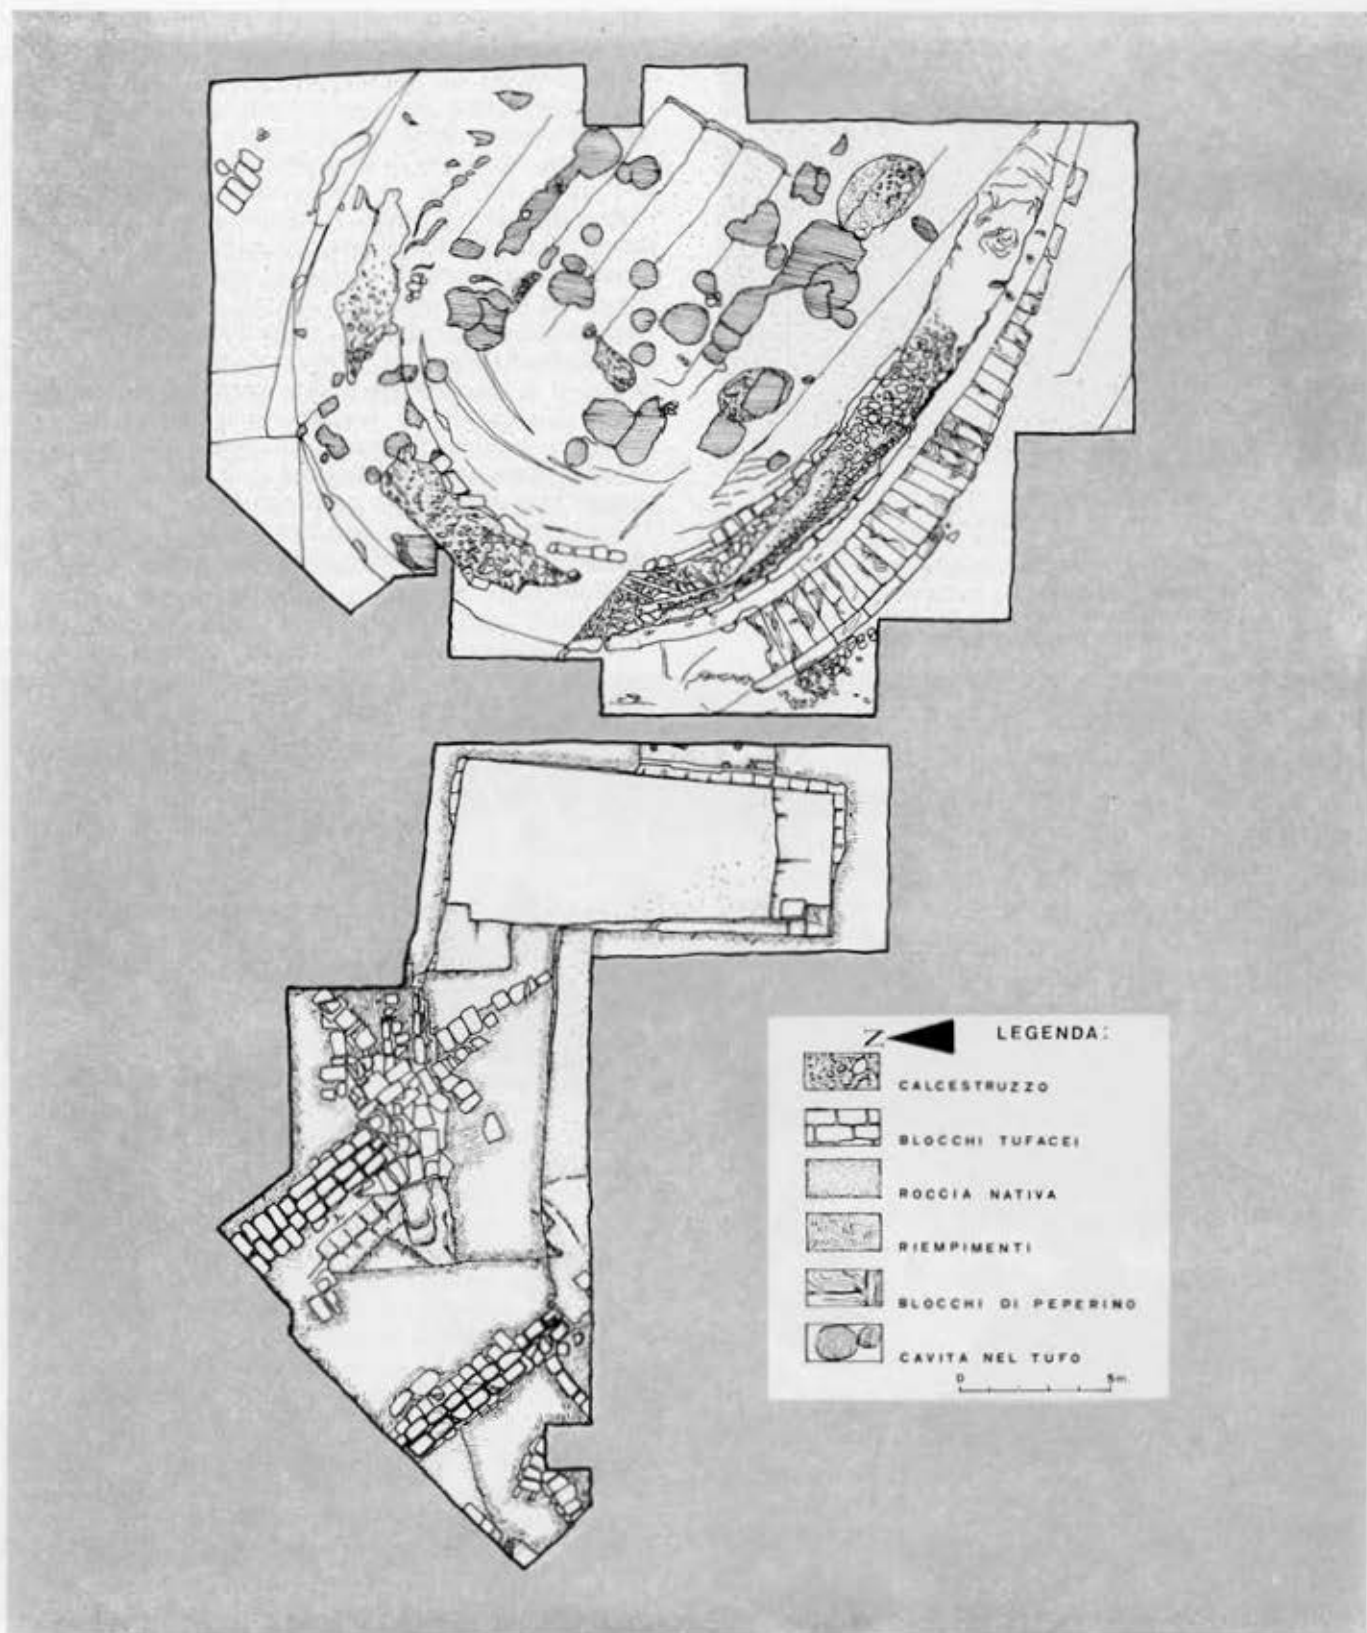 Z LEGENDA:
CALCESTRUZZO
BLOCCHI TUFACEI
ROCCIA NATIVA
RIEMPIMENTI
BLOCCHI DI PEPERINO
CAVITA NEL TUFO
0 5m.